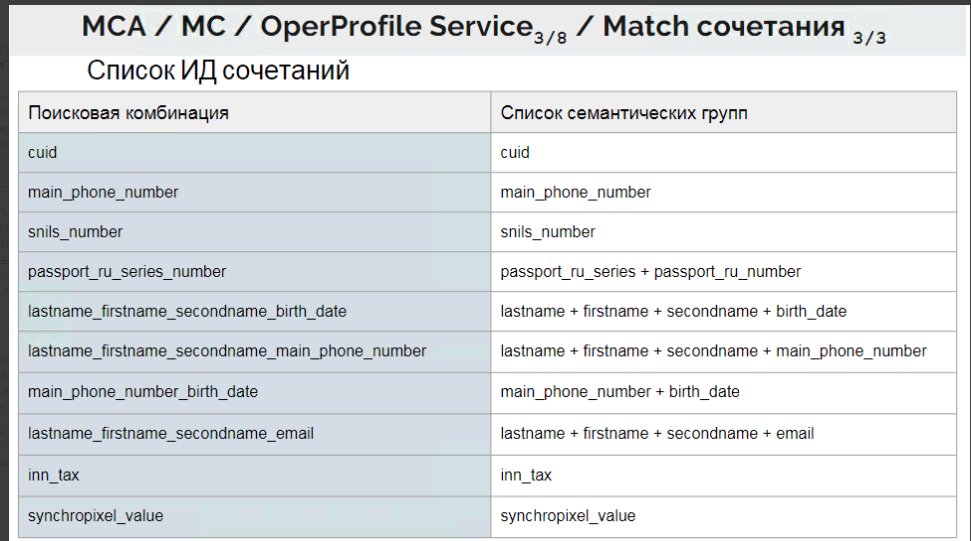 MCA / MC / OperProfile Service 3/8 / Match сочетания 3/3
Список ИД сочетаний
Поисковая комбинация Список семантических групп
cuid cuid
main_phone_number main_phone_number
snils_number snils_number
passport_ru_series_number passport_ru_series + passport_ru_number
lastname_firstname_secondname_birth_date lastname + firstname + secondname + birth_date
lastname_firstname_secondname_main_phone_number lastname + firstname + secondname + main_phone_number
main_phone_number_birth_date main_phone_number + birth_date
lastname_firstname_secondname_email lastname + firstname + secondname + email
inn_tax inn_tax
synchropixel_value synchropixel_value